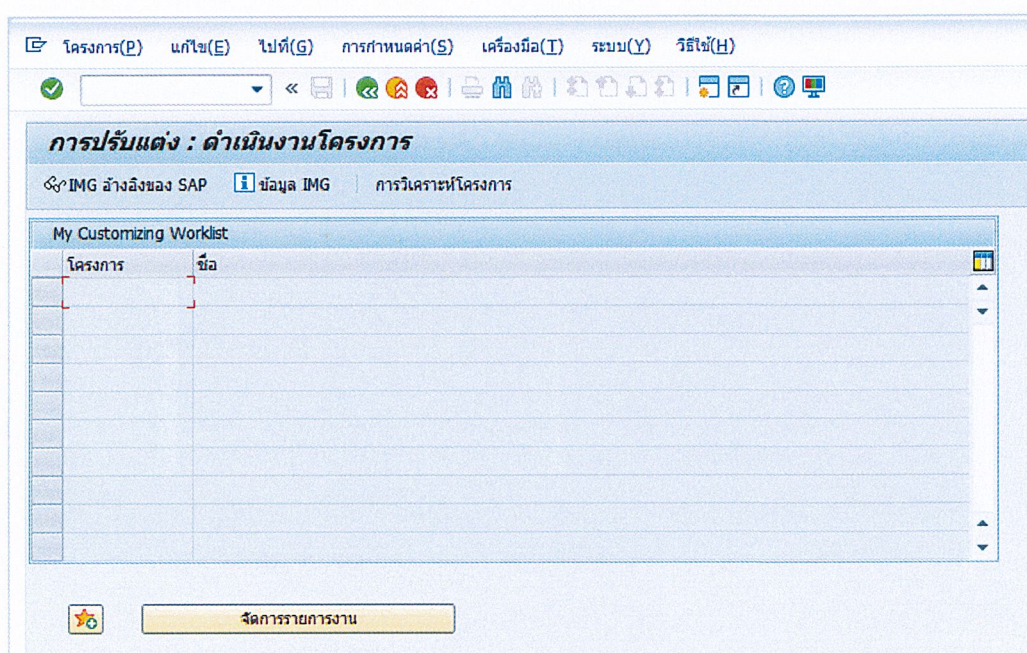 โครงการ(P) แก้ไข(E) ไปที่(G) การกำหนดค่า(S) เครื่องมือ(T) ระบบ(Y) วิธีใช้(H)
การปรับแต่ง : ดำเนินงานโครงการ
IMG อ้างอิงของ SAP ข้อมูล IMG การวิเคราะห์โครงการ
My Customizing Worklist
โครงการ ชื่อ
จัดการรายการงาน